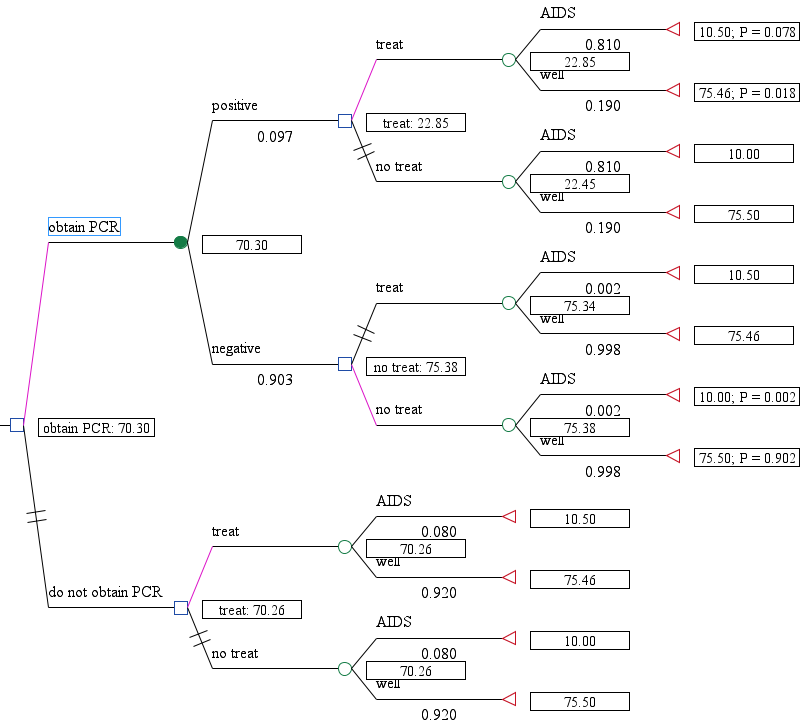 AIDS
10.50; P = 0.078
treat
0.810
22.85
well
75.46; P = 0.018
0.190
positive
0.097
treat: 22.85
AIDS
10.00
no treat
0.810
22.45
well
75.50
0.190
obtain PCR
70.30
AIDS
10.50
treat
0.002
75.34
well
75.46
0.998
negative
0.903
no treat: 75.38
AIDS
10.00; P = 0.002
no treat
0.002
75.38
well
75.50; P = 0.902
0.998
obtain PCR: 70.30
AIDS
10.50
treat
0.080
70.26
well
75.46
0.920
do not obtain PCR
treat: 70.26
AIDS
10.00
no treat
0.080
70.26
well
75.50
0.920